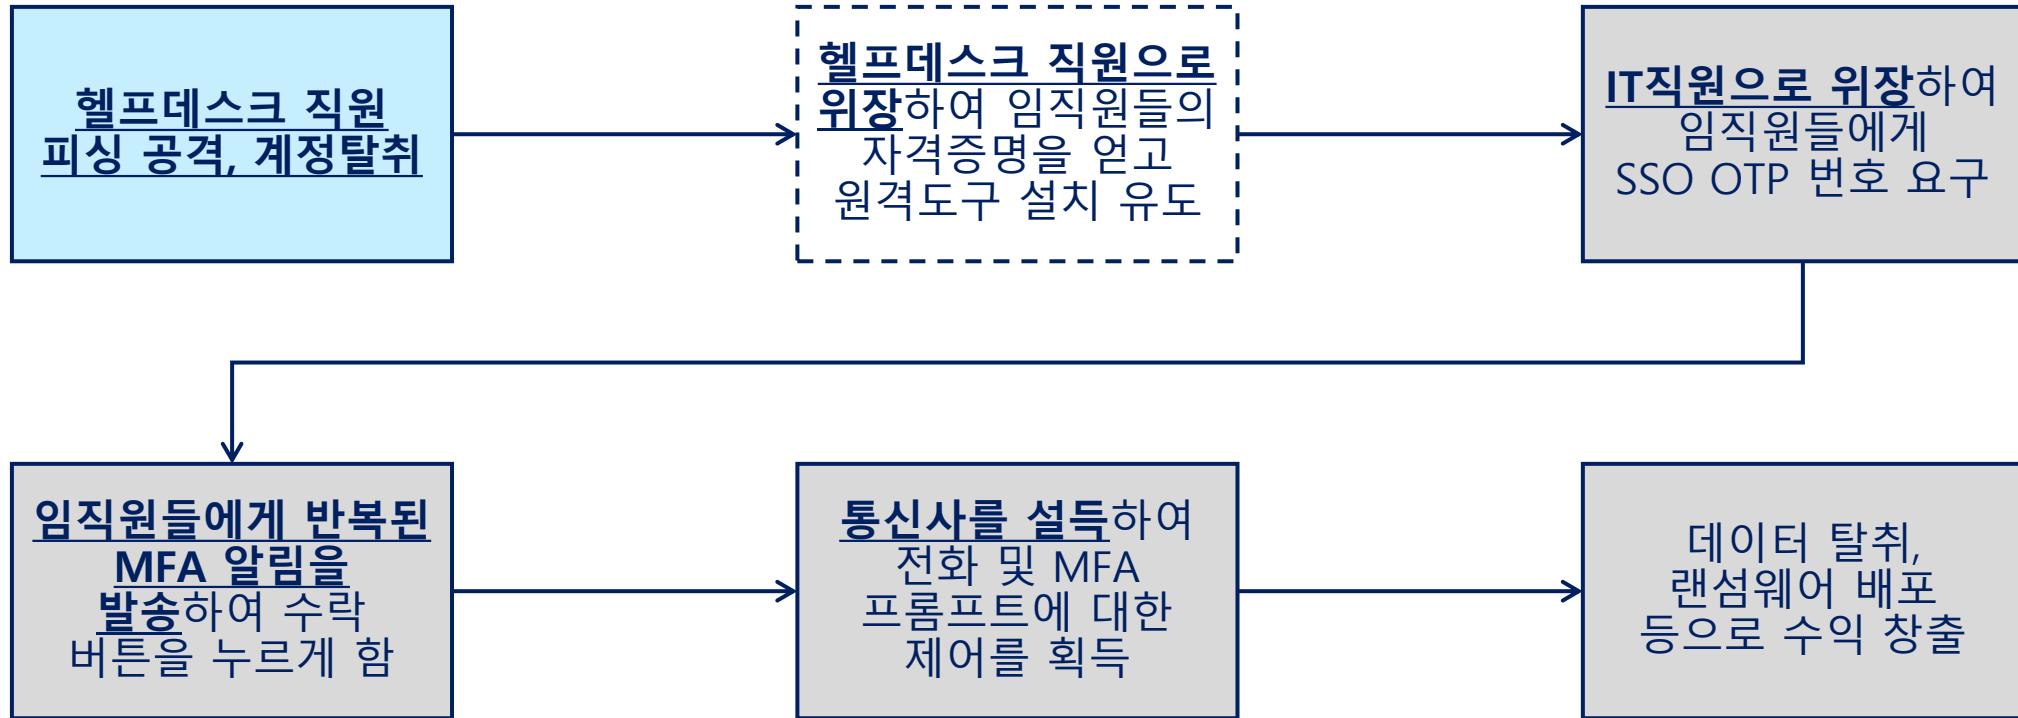 헬프데스크 직원
피싱 공격, 계정탈취
헬프데스크 직원으로
위장하여 임직원들의
자격증명을 얻고
원격도구 설치 유도
IT직원으로 위장하여
임직원들에게
SSO OTP 번호 요구
임직원들에게 반복된
MFA 알림을
발송하여 수락
버튼을 누르게 함
통신사를 설득하여
전화 및 MFA
프롬프트에 대한
제어를 획득
데이터 탈취,
랜섬웨어 배포
등으로 수익 창출